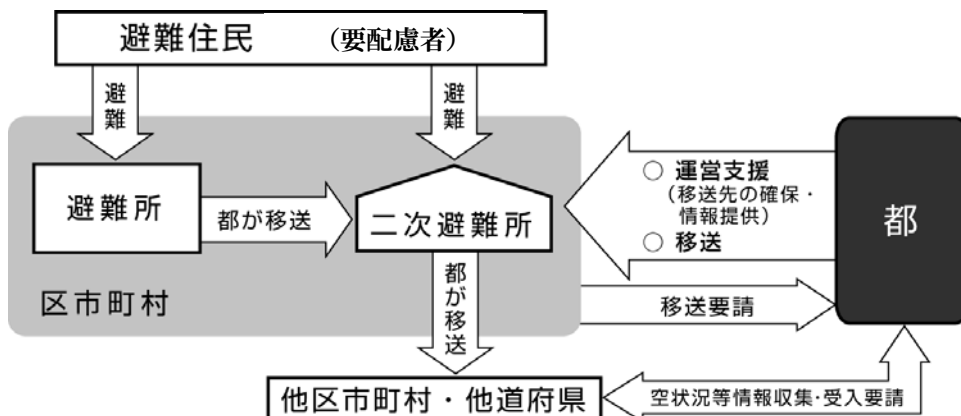 避難住民　（要配慮者）
避難
避難
避難所
都が移送
二次避難所
区市町村
都が移送
○ 運営支援
（移送先の確保・
情報提供）
○ 移送
都
移送要請
他区市町村・他道府県
空状況等情報収集・受入要請